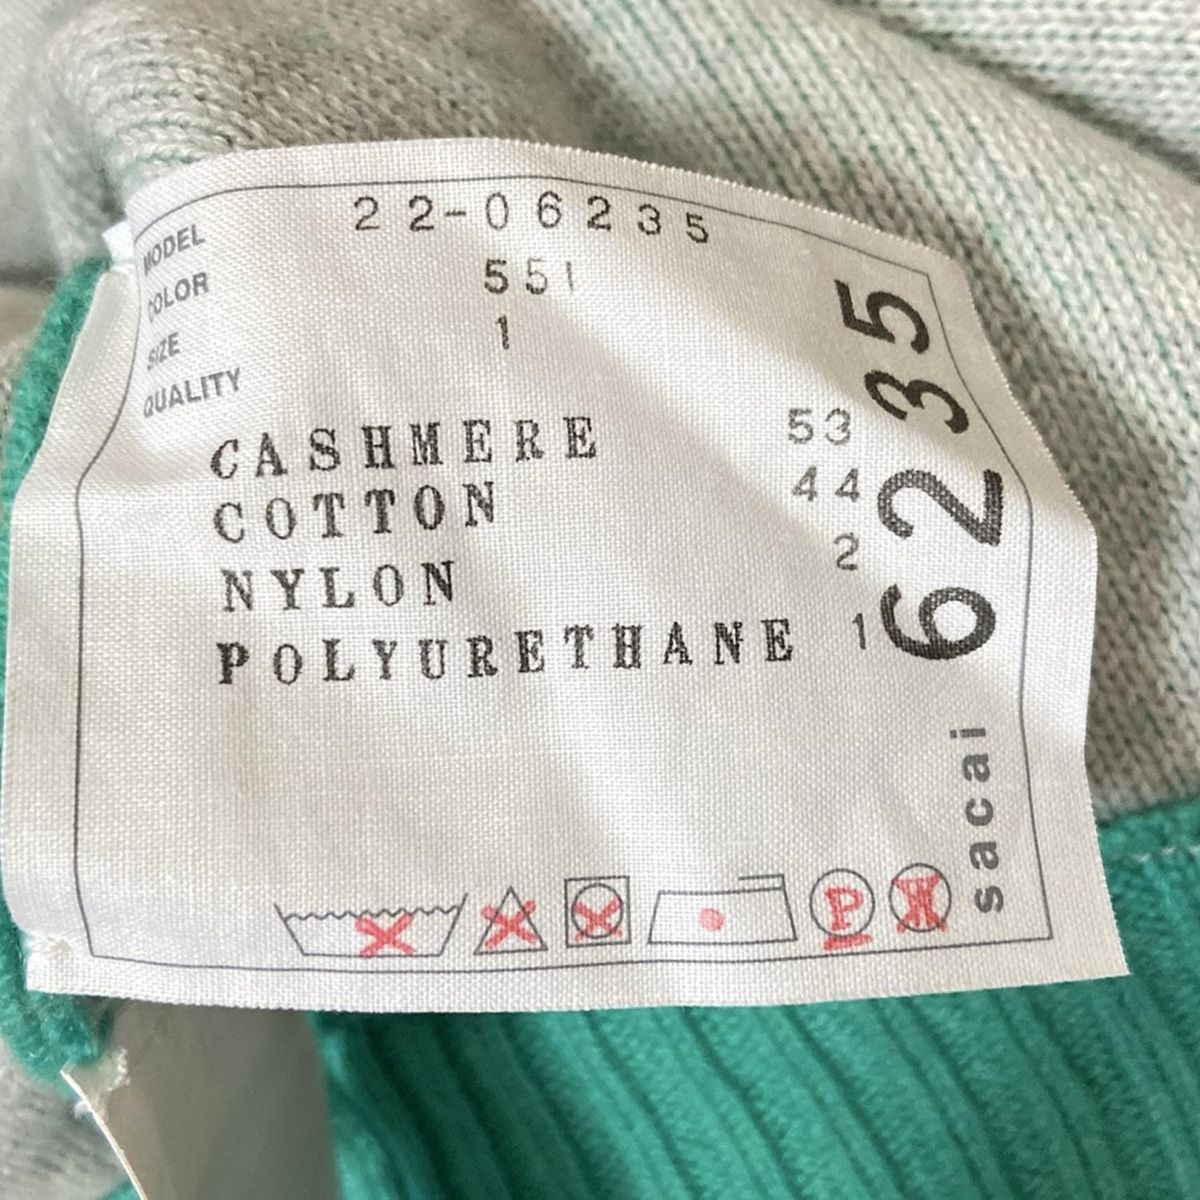 MODEL 22-06235
COLOR 551
SIZE 1
QUALITY
CASHMERE 53
COTTON 44
NYLON 2
POLYURETHANE 1
sacai 6235
P
W